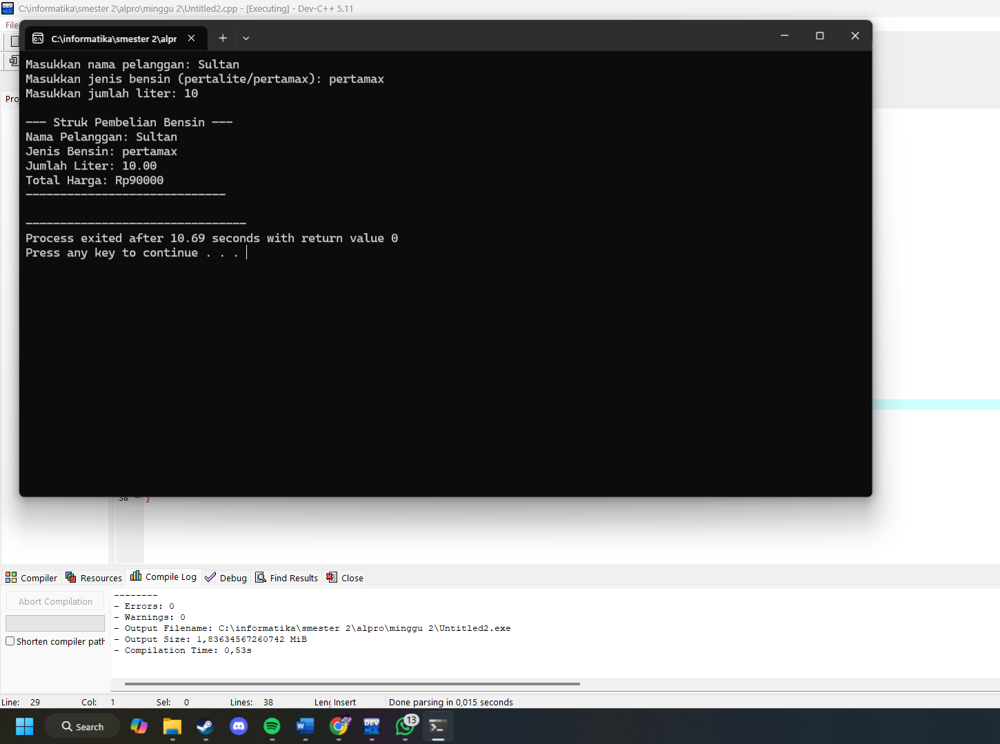 C:\informatika\smester 2\alpro\minggu 2\Untitled2.cpp - [Executing] - Dev-C++ 5.11
File
C:\informatika\smester 2\alpr
Masukkan nama pelanggan: Sultan
Masukkan jenis bensin (pertalite/pertamax): pertamax
Masukkan jumlah liter: 10
--- Struk Pembelian Bensin ---
Nama Pelanggan: Sultan
Jenis Bensin: pertamax
Jumlah Liter: 10.00
Total Harga: Rp90000
-----------------------------
--------------------------------
Process exited after 10.69 seconds with return value 0
Press any key to continue . . .
Pro
38 }
Compiler Resources Compile Log Debug Find Results Close
Abort Compilation
Shorten compiler path
--------
- Errors: 0
- Warnings: 0
- Output Filename: C:\informatika\smester 2\alpro\minggu 2\Untitled2.exe
- Output Size: 1,83634567260742 MiB
- Compilation Time: 0,53s
Line: 29 Col: 1 Sel: 0 Lines: 38 Leng Insert Done parsing in 0,015 seconds
Search
DEV
13